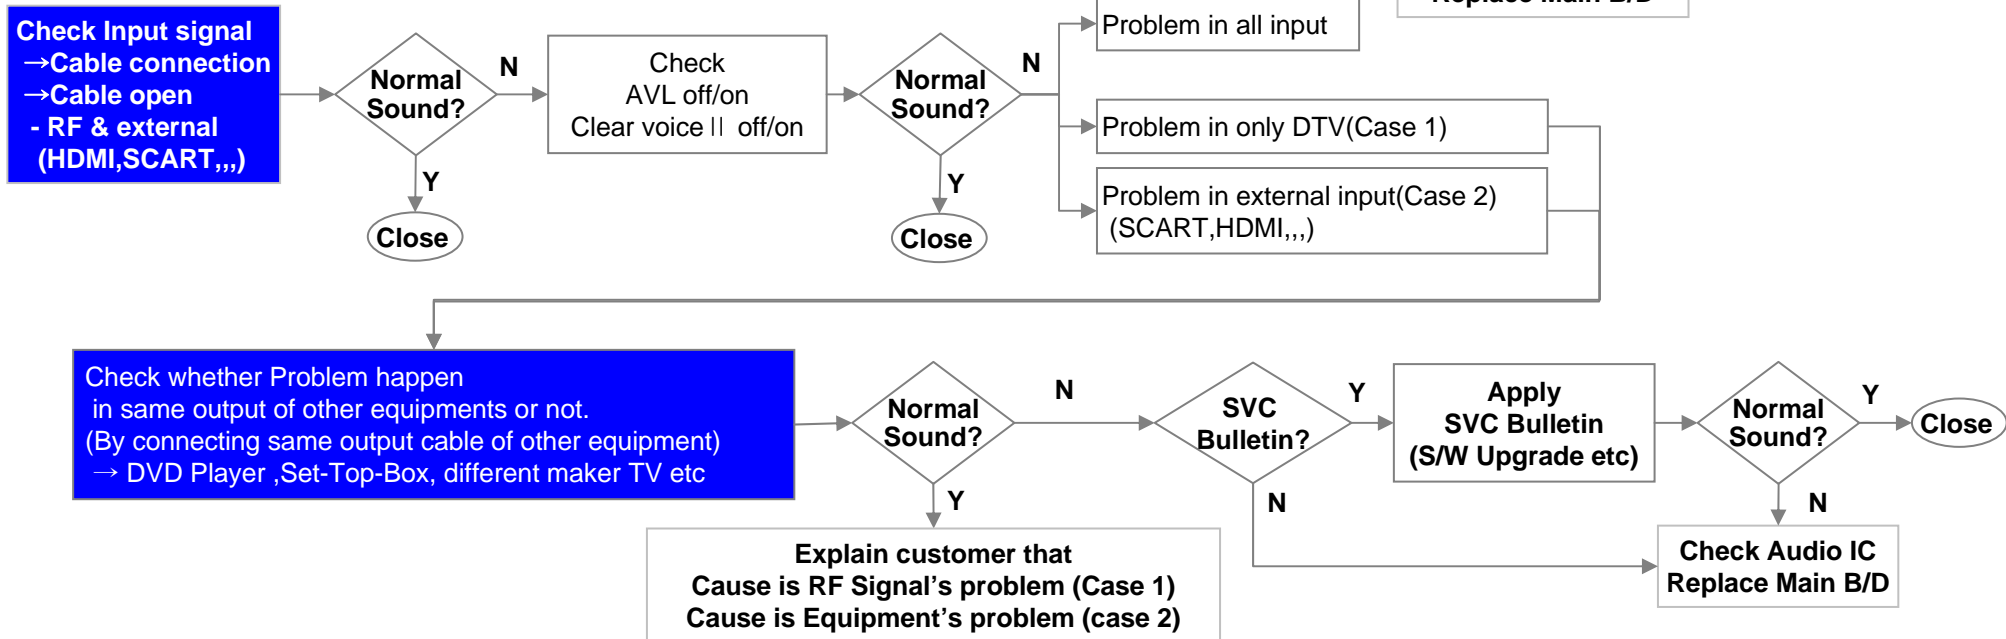 Replace Main B/D
Check Input signal
→Cable connection
→Cable open
- RF & external
(HDMI,SCART,,,)
Normal
Sound?
N
Y
Close
Check
AVL off/on
Clear voice II off/on
Normal
Sound?
N
Y
Close
Problem in all input
Problem in only DTV(Case 1)
Problem in external input(Case 2)
(SCART,HDMI,,,)
Check whether Problem happen
in same output of other equipments or not.
(By connecting same output cable of other equipment)
→ DVD Player ,Set-Top-Box, different maker TV etc
Normal
Sound?
N
Y
Explain customer that
Cause is RF Signal's problem (Case 1)
Cause is Equipment's problem (case 2)
SVC
Bulletin?
Y
N
Apply
SVC Bulletin
(S/W Upgrade etc)
Normal
Sound?
Y
Close
N
Check Audio IC
Replace Main B/D